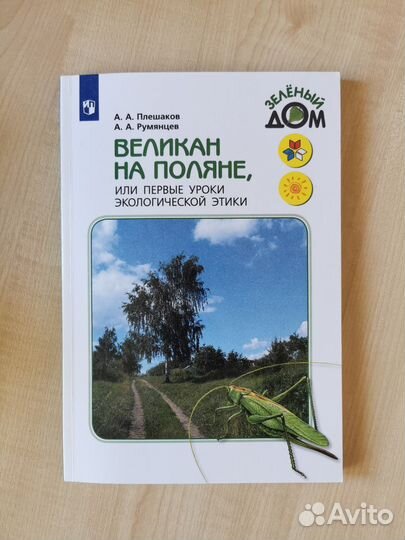 ЗЕЛЁНЫЙ
ДОМ
А. А. Плешаков
А. А. Румянцев
ВЕЛИКАН
НА ПОЛЯНЕ,
ИЛИ ПЕРВЫЕ УРОКИ
ЭКОЛОГИЧЕСКОЙ ЭТИКИ
Avito